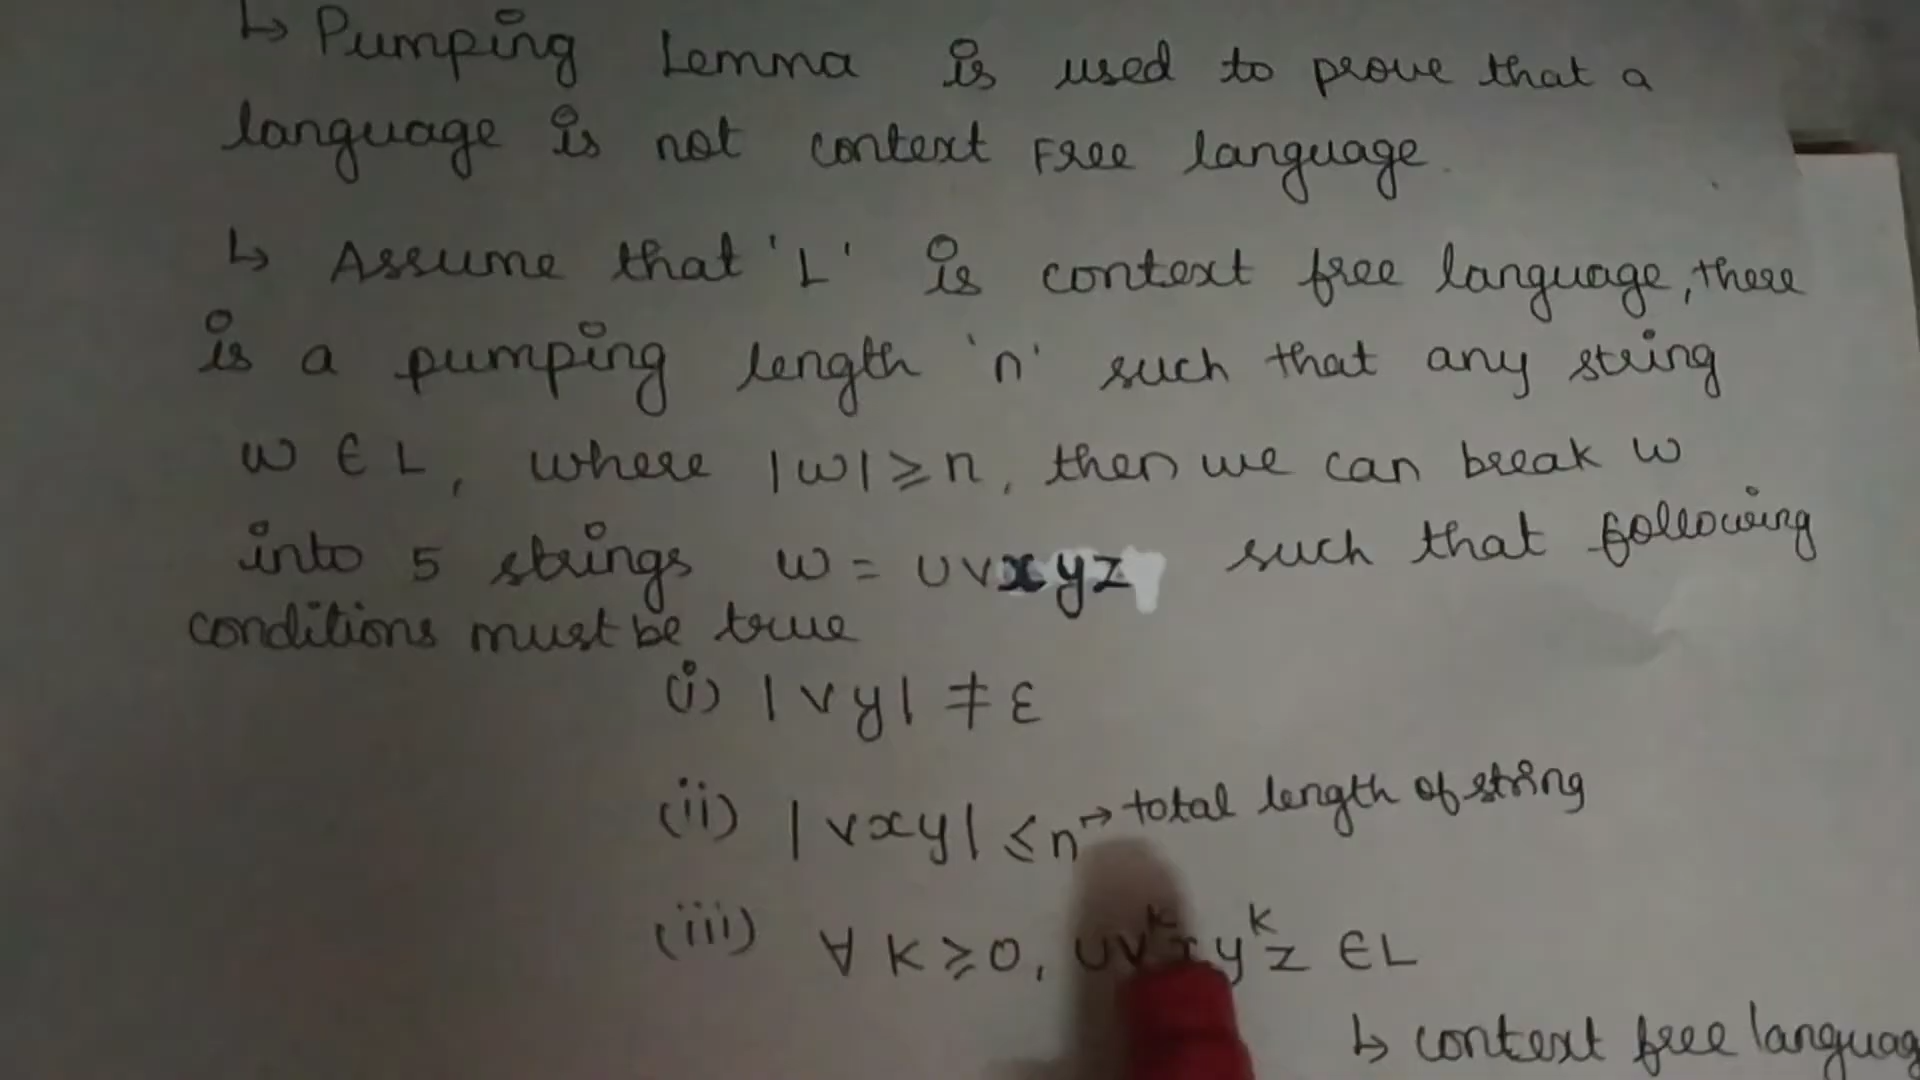 ↳ Pumping Lemma is used to prove that a
language is not context Free language.
↳ Assume that 'L' is context free language, there
is a pumping length 'n' such that any string
w ∈ L, where |w| ≥ n, then we can break w
into 5 strings w = uvxyz such that following
conditions must be true
(i) |vy| ≠ ε
(ii) |vxy| ≤ n → total length of string
(iii) ∀ K ≥ 0, uv^k x y^k z ∈ L
↳ context free languag